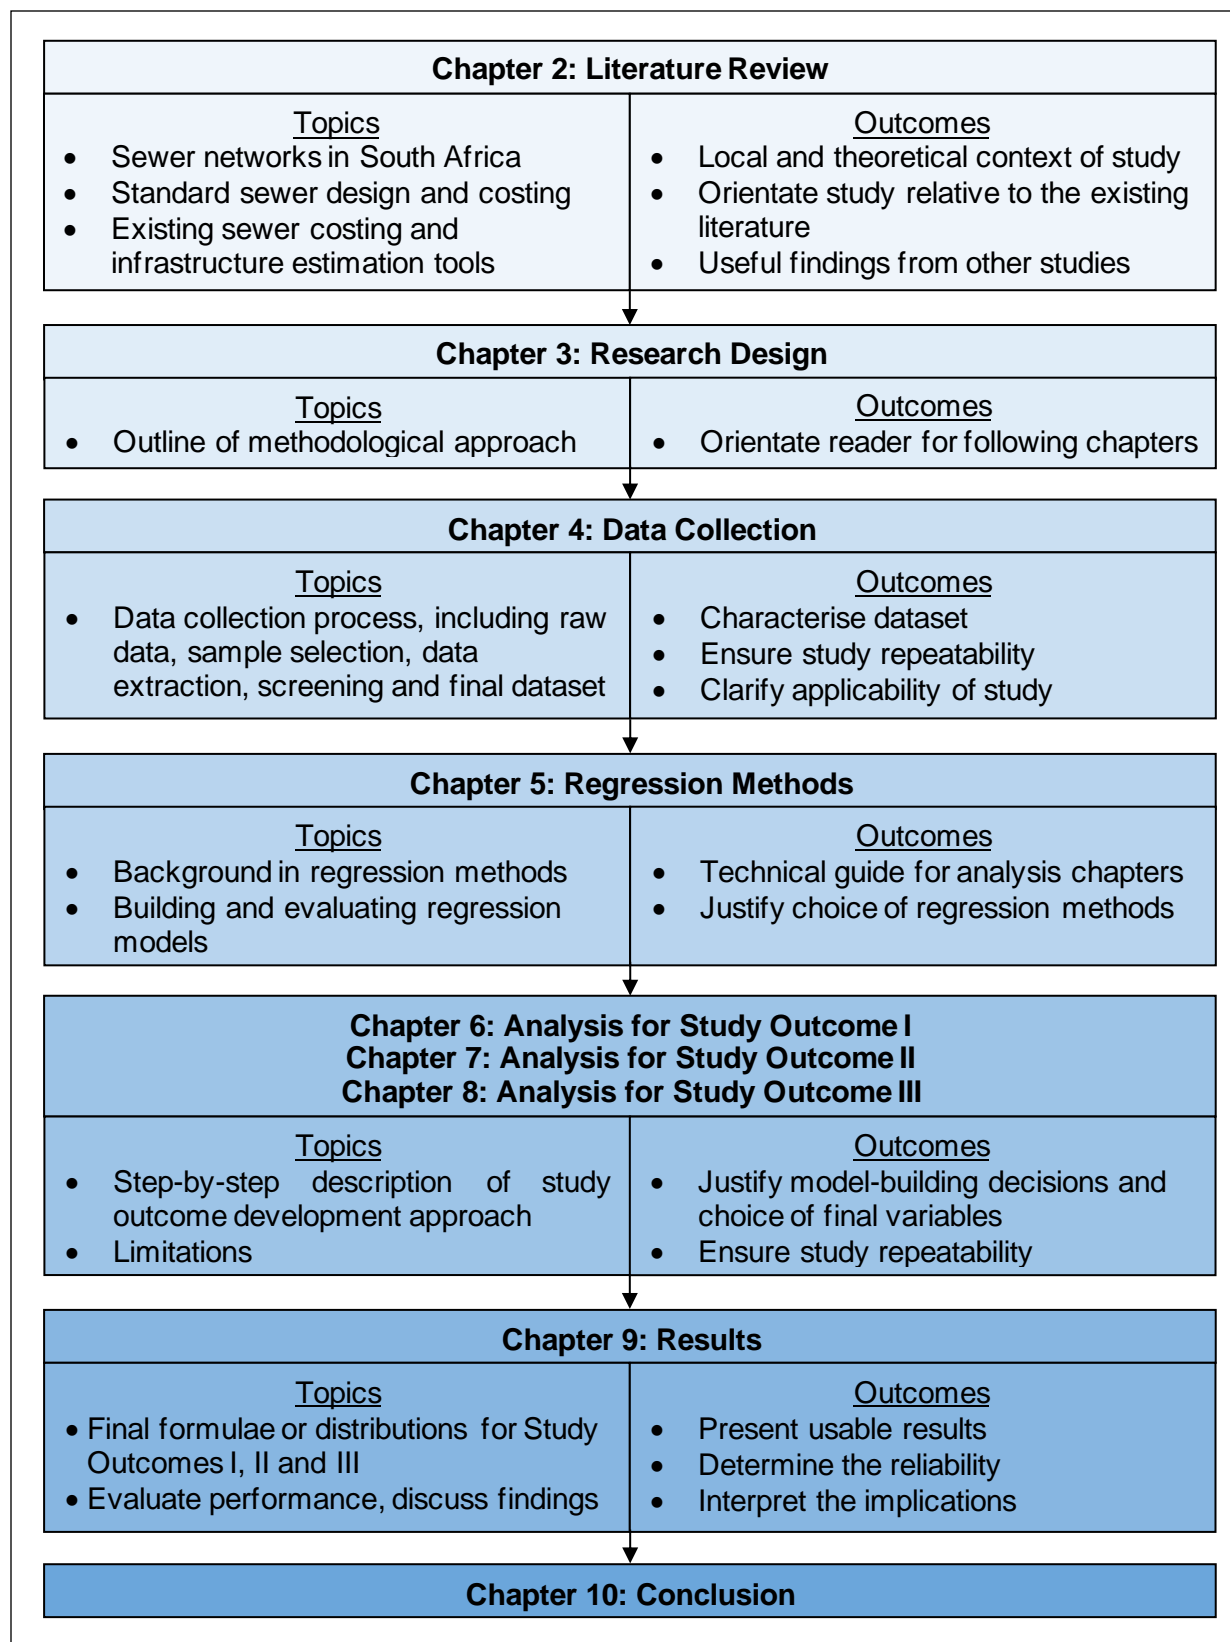 Chapter 2: Literature Review
Topics
• Sewer networks in South Africa
• Standard sewer design and costing
• Existing sewer costing and
infrastructure estimation tools
Outcomes
• Local and theoretical context of study
• Orientate study relative to the existing
literature
• Useful findings from other studies
Chapter 3: Research Design
Topics
• Outline of methodological approach
Outcomes
• Orientate reader for following chapters
Chapter 4: Data Collection
Topics
• Data collection process, including raw
data, sample selection, data
extraction, screening and final dataset
Outcomes
• Characterise dataset
• Ensure study repeatability
• Clarify applicability of study
Chapter 5: Regression Methods
Topics
• Background in regression methods
• Building and evaluating regression
models
Outcomes
• Technical guide for analysis chapters
• Justify choice of regression methods
Chapter 6: Analysis for Study Outcome I
Chapter 7: Analysis for Study Outcome II
Chapter 8: Analysis for Study Outcome III
Topics
• Step-by-step description of study
outcome development approach
• Limitations
Outcomes
• Justify model-building decisions and
choice of final variables
• Ensure study repeatability
Chapter 9: Results
Topics
• Final formulae or distributions for Study
Outcomes I, II and III
• Evaluate performance, discuss findings
Outcomes
• Present usable results
• Determine the reliability
• Interpret the implications
Chapter 10: Conclusion